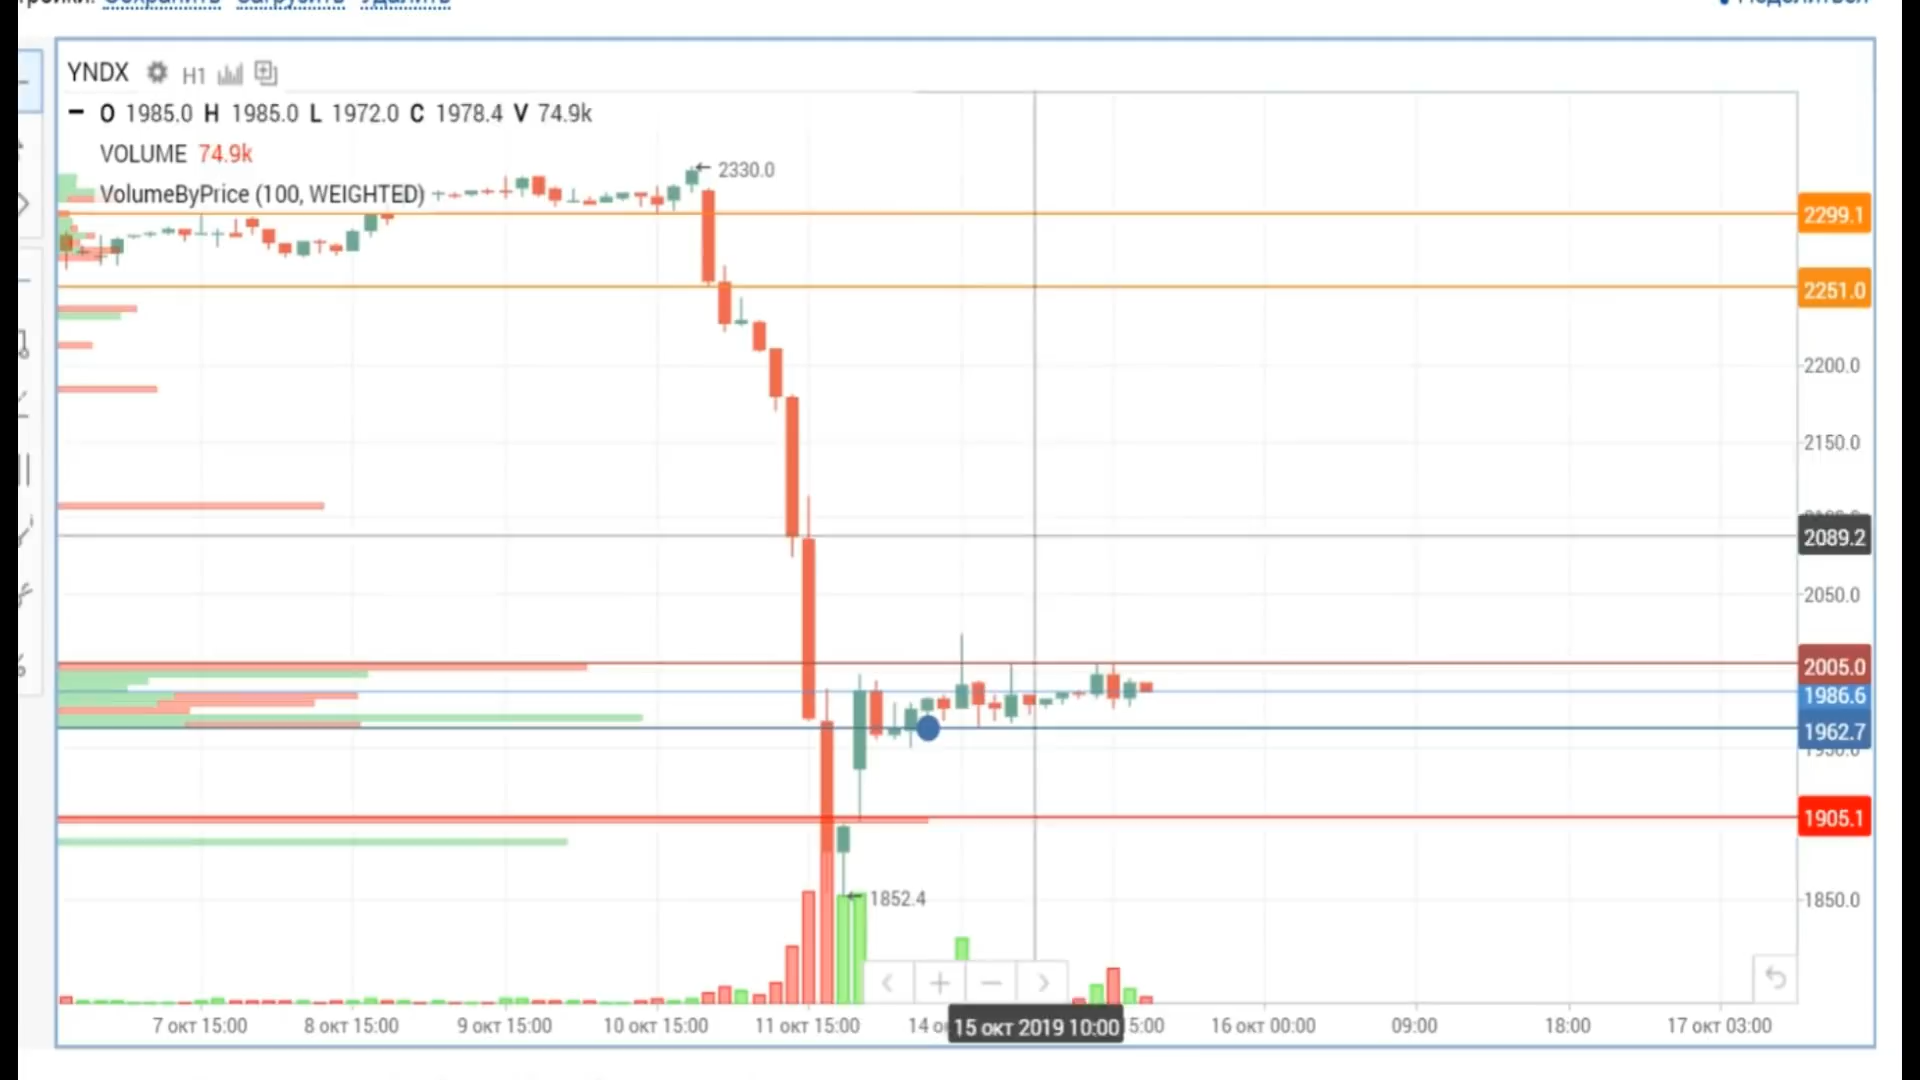 Сохранить Загрузить Удалить
Поделиться
YNDX H1
O 1985.0 H 1985.0 L 1972.0 C 1978.4 V 74.9k
VOLUME 74.9k
VolumeByPrice (100, WEIGHTED)
2330.0
2299.1
2251.0
2200.0
2150.0
2089.2
2050.0
2005.0
1986.6
1962.7
1905.1
1852.4
1850.0
7 окт 15:00 8 окт 15:00 9 окт 15:00 10 окт 15:00 11 окт 15:00 15 окт 2019 10:00 16 окт 00:00 09:00 18:00 17 окт 03:00